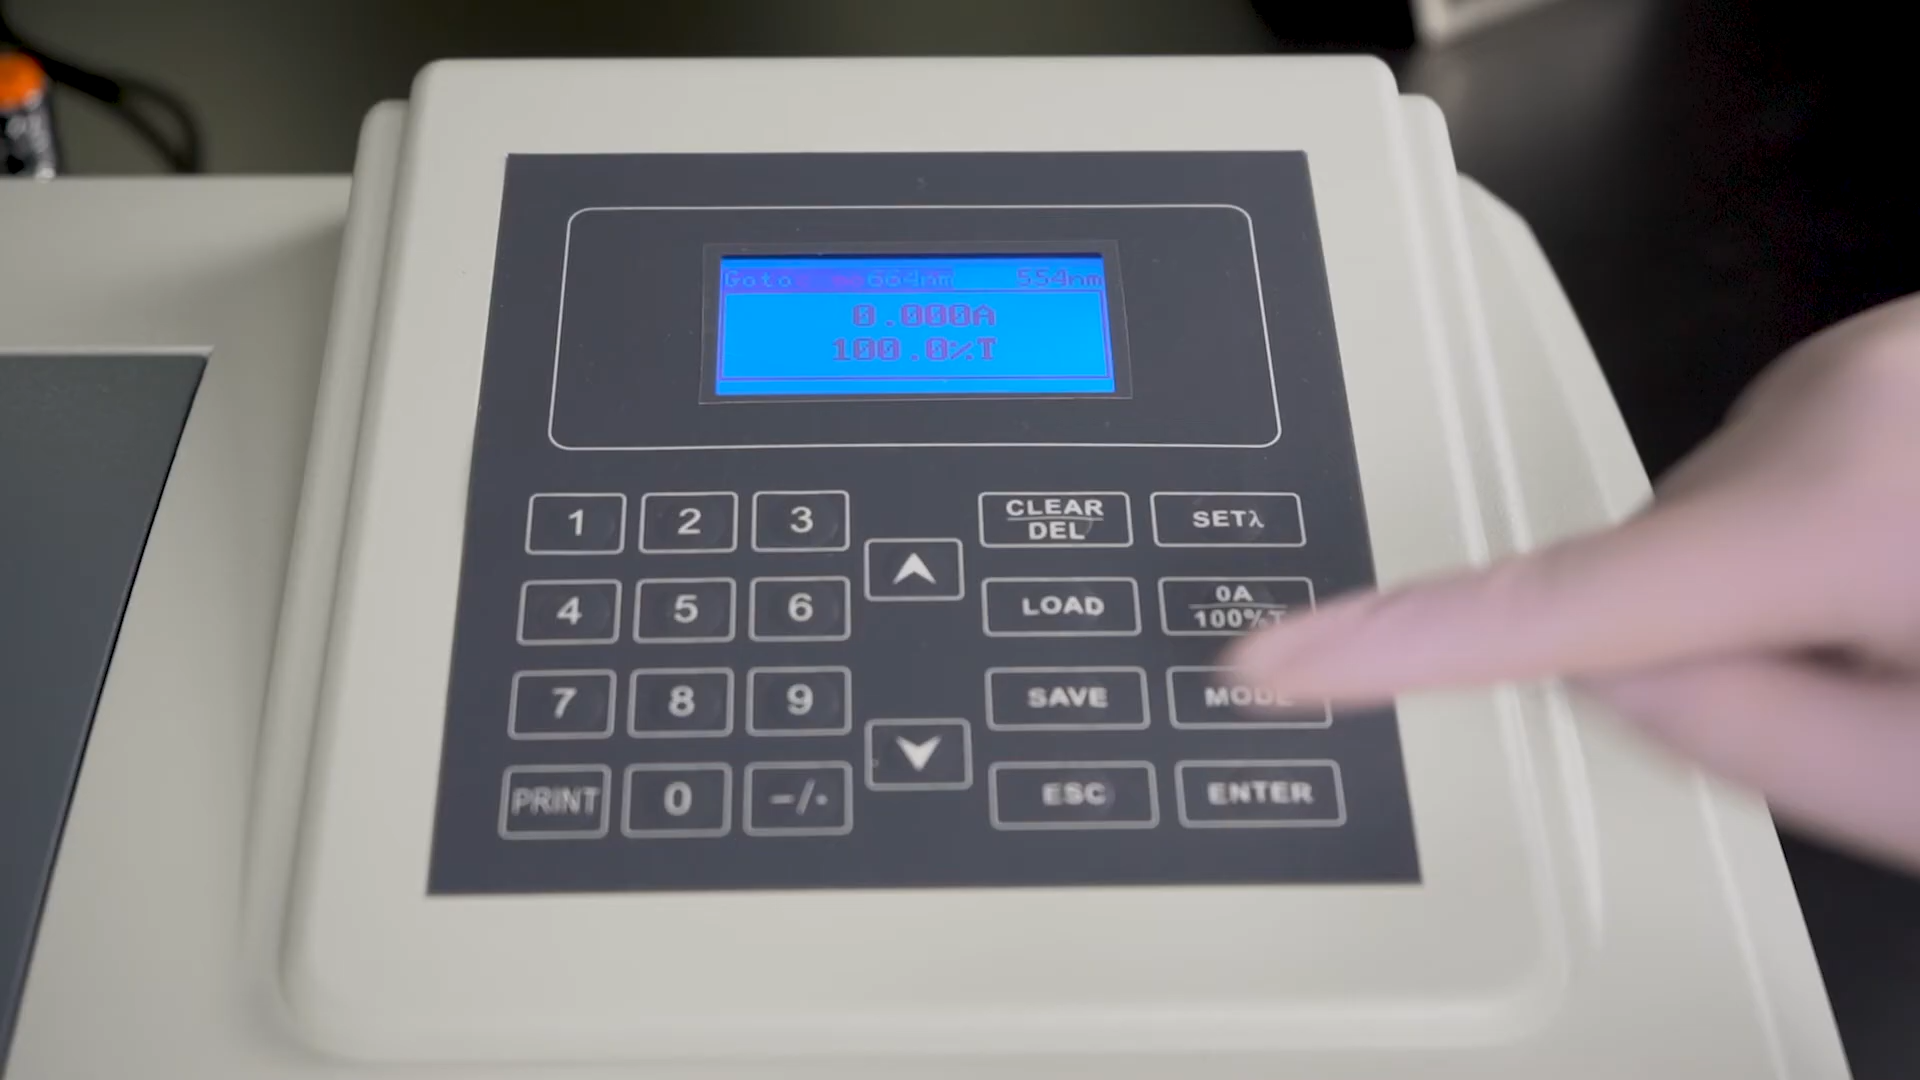 Goto 554nm
0.000A
100.0%T
1 2 3
CLEAR
DEL
SETλ
4 5 6
LOAD
0A
100%T
7 8 9
SAVE
MODE
PRINT 0 −/·
ESC
ENTER